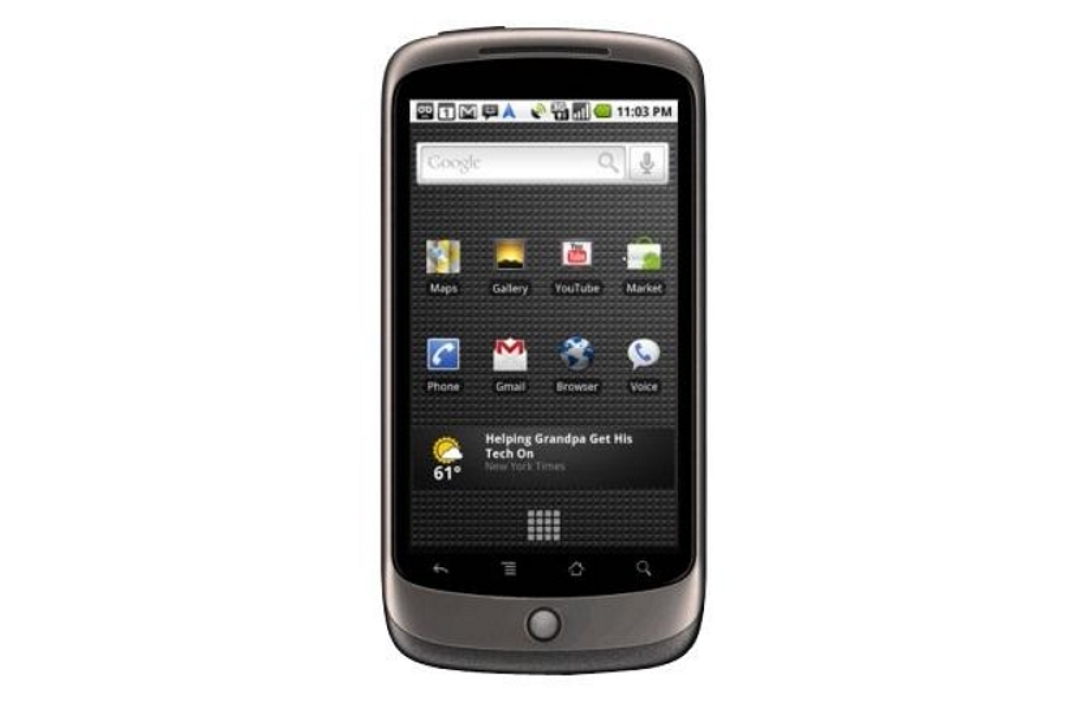 11:03 PM
Google
Maps Gallery YouTube Market
Phone Gmail Browser Voice
Helping Grandpa Get His
Tech On
New York Times
61°